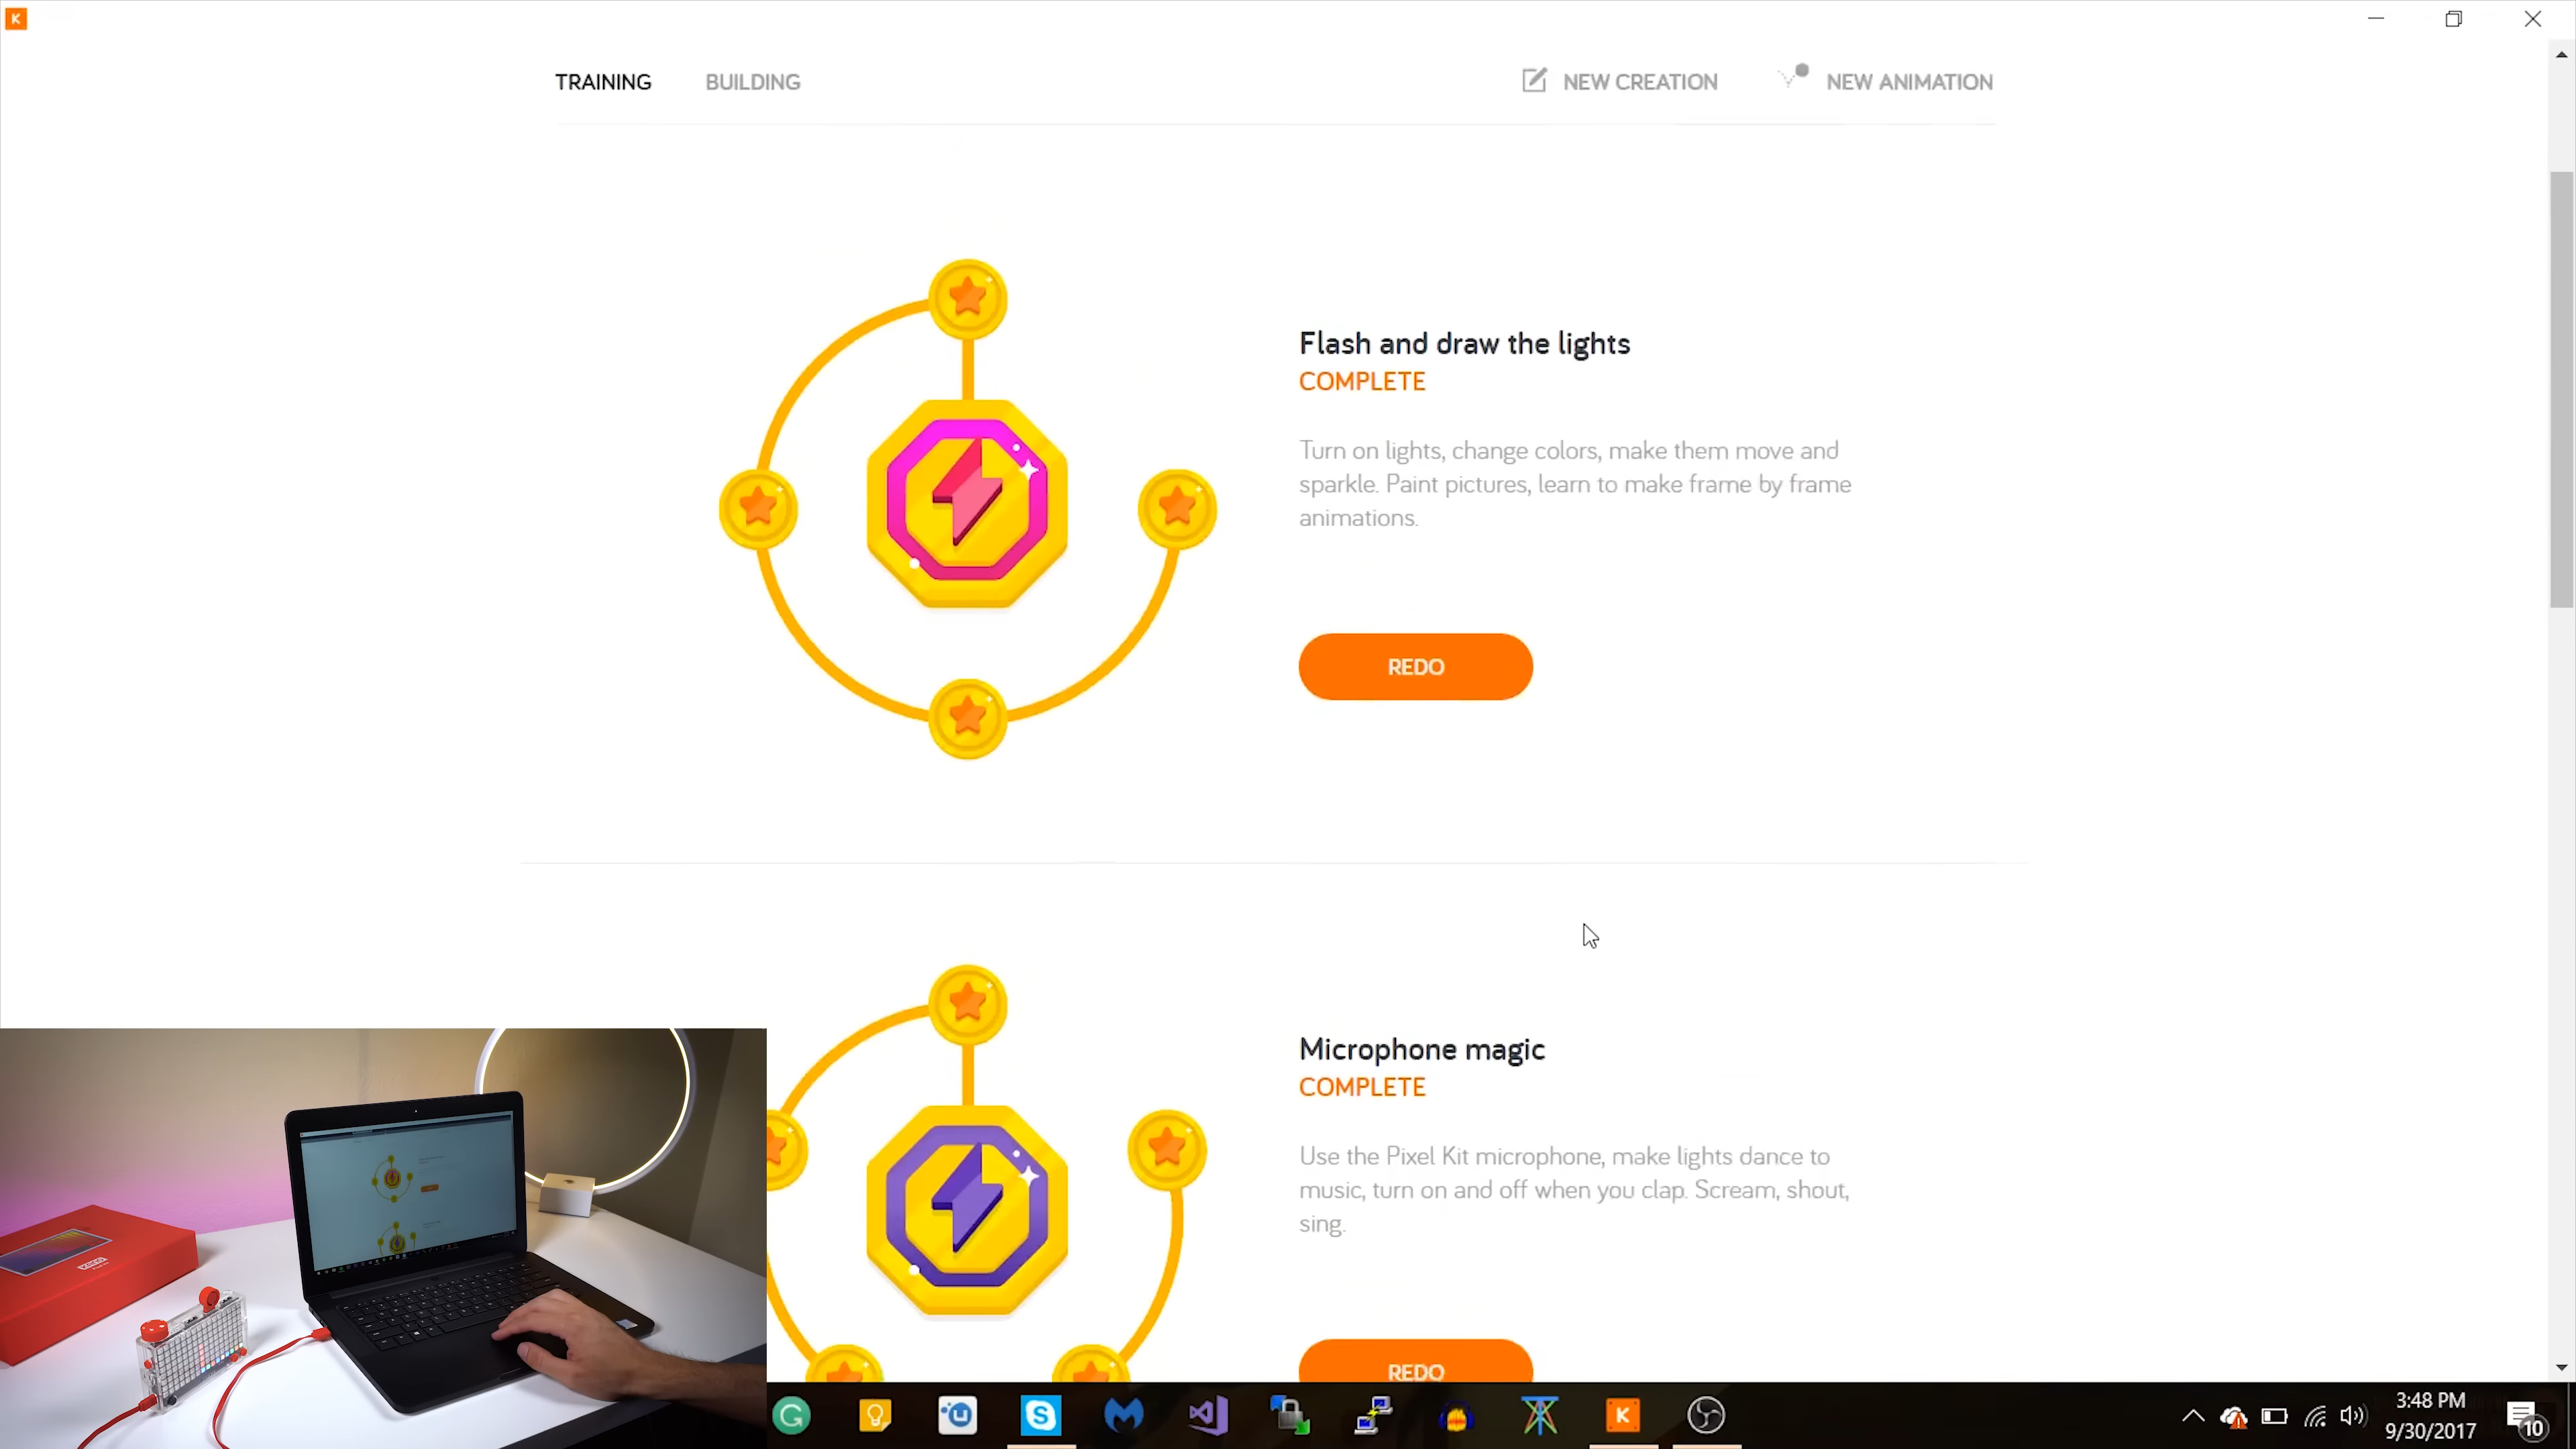 K
TRAINING
BUILDING
NEW CREATION
NEW ANIMATION
Flash and draw the lights
COMPLETE
Turn on lights, change colors, make them move and
sparkle. Paint pictures, learn to make frame by frame
animations.
REDO
Microphone magic
COMPLETE
Use the Pixel Kit microphone, make lights dance to
music, turn on and off when you clap. Scream, shout,
sing.
REDO
K
3:48 PM
9/30/2017
10